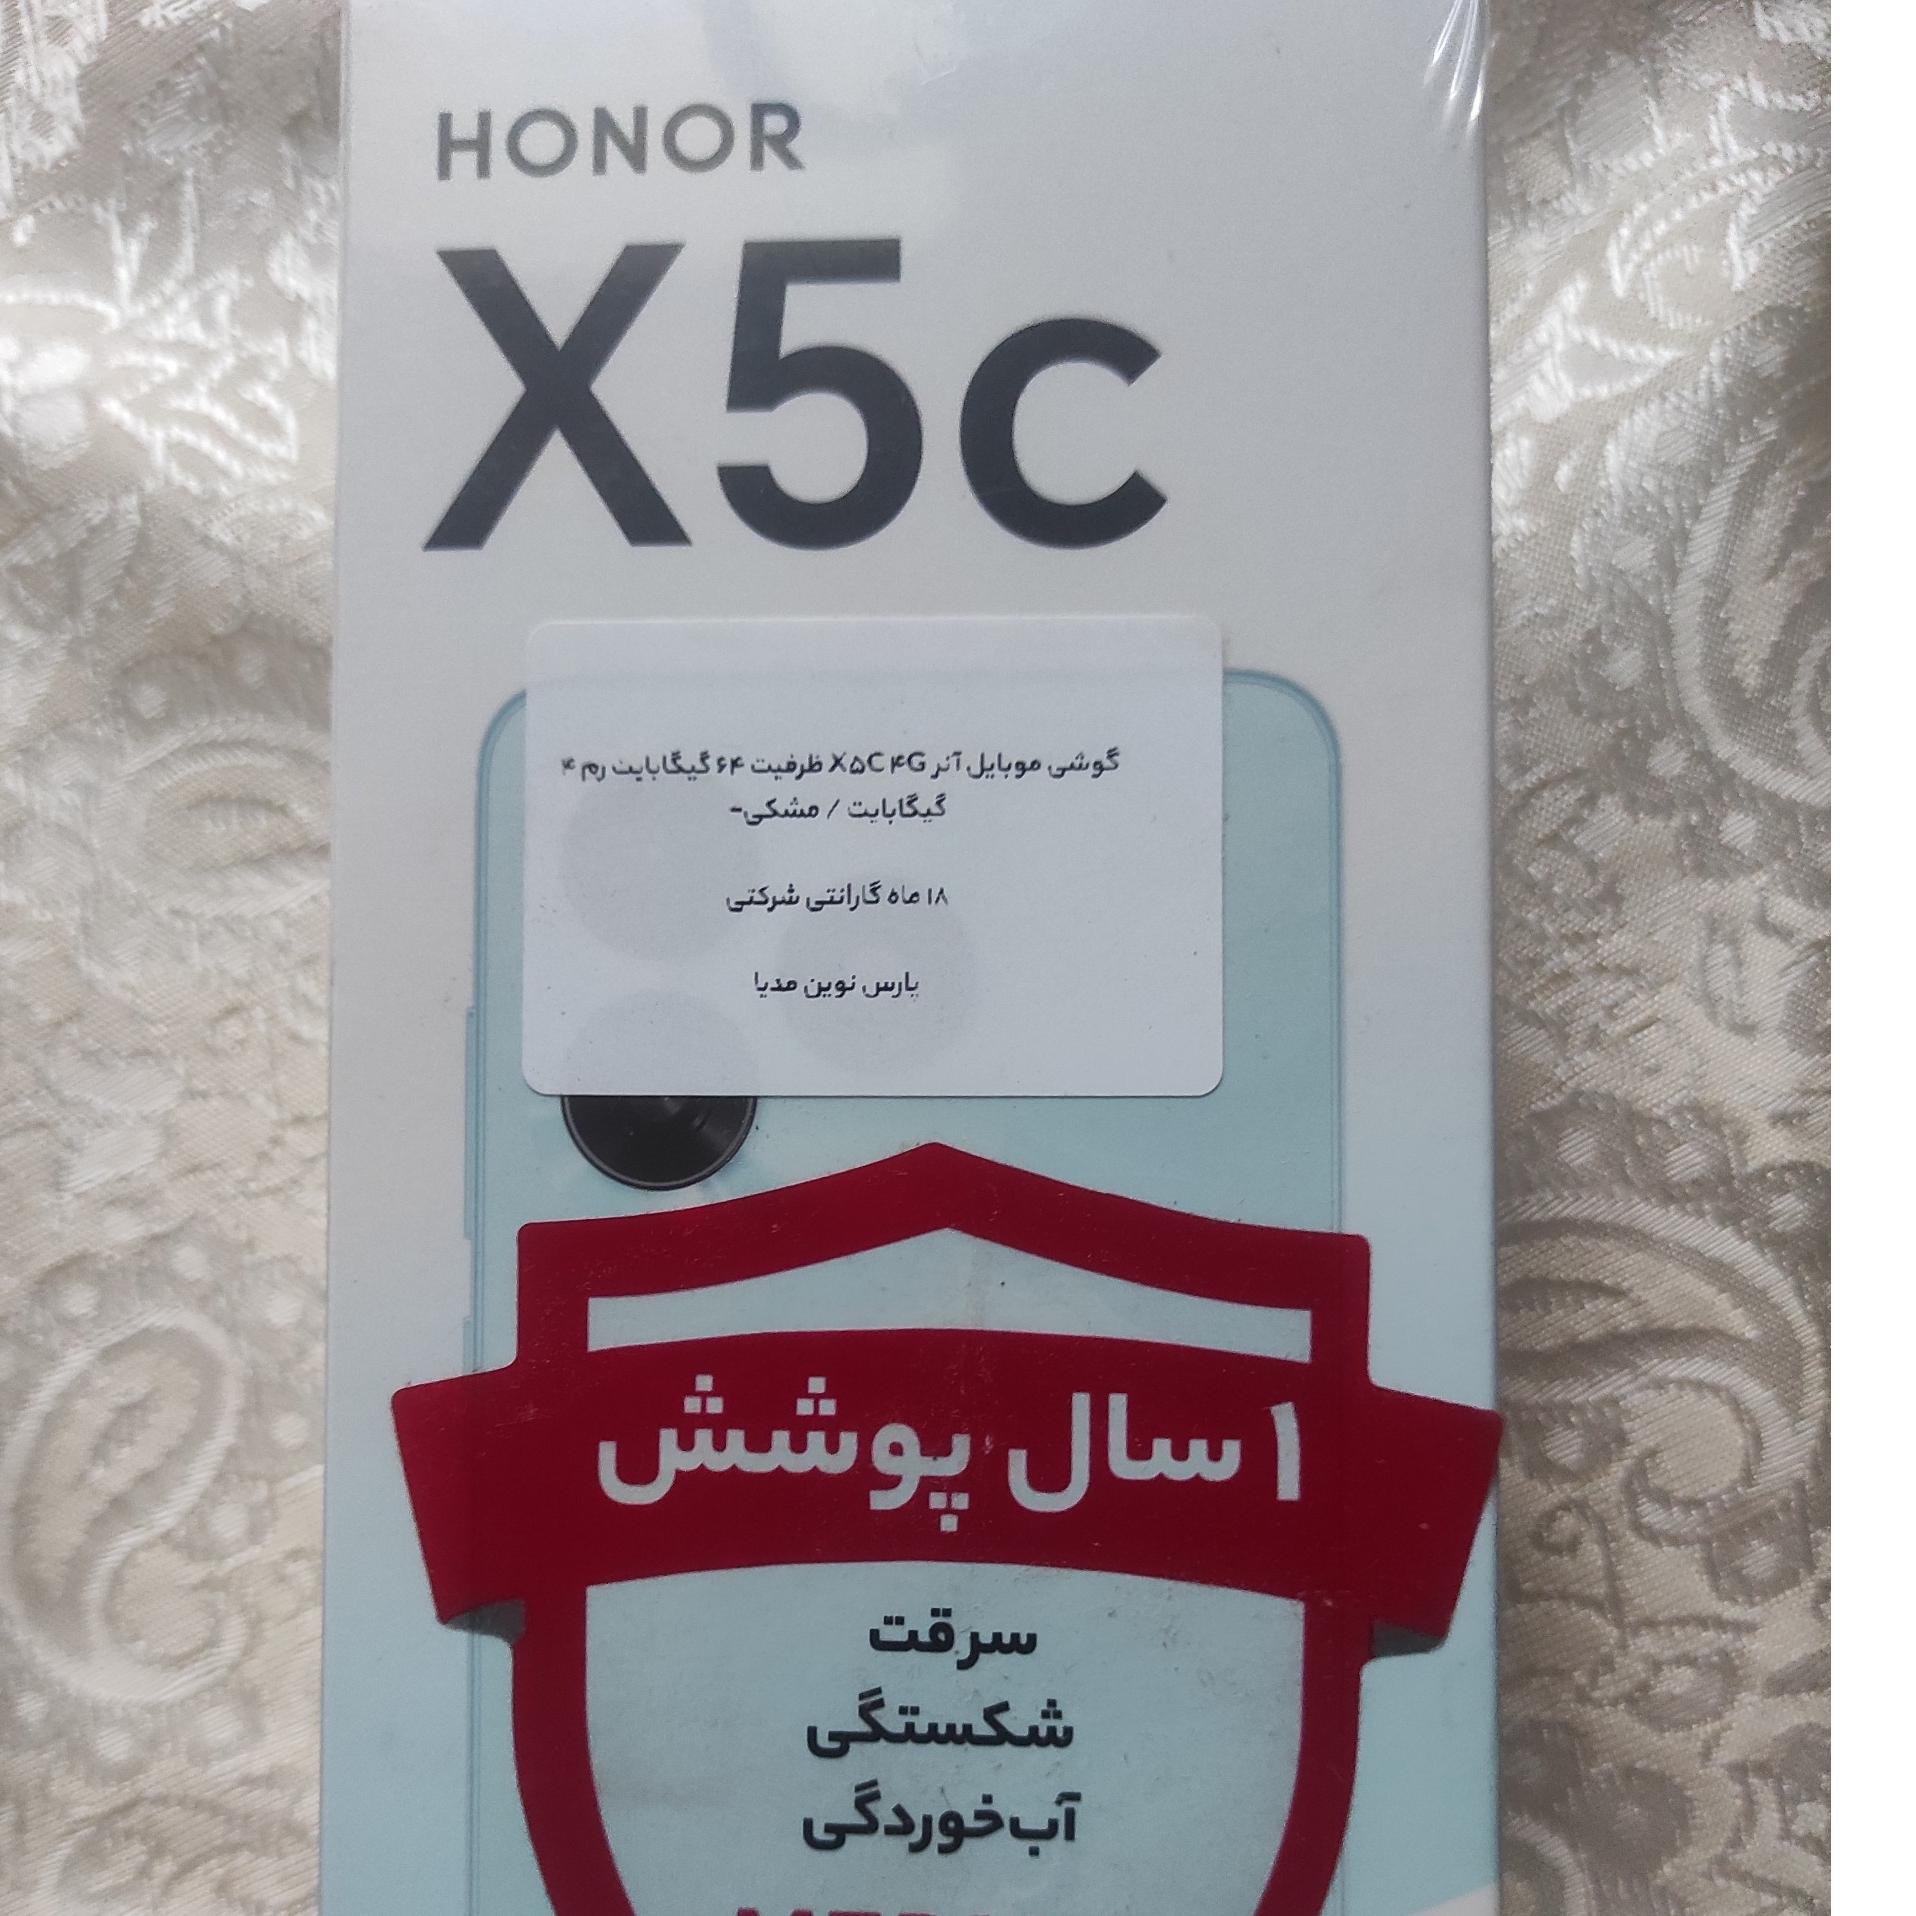 HONOR
X5c
گوشی موبایل آنر X۵C ۴G ظرفیت ۶۴ گیگابایت رم ۴
گیگابایت / مشکی-
۱۸ ماه گارانتی شرکتی
پارس نوین مدیا
۱ سال پوشش
سرقت
شکستگی
آب‌خوردگی